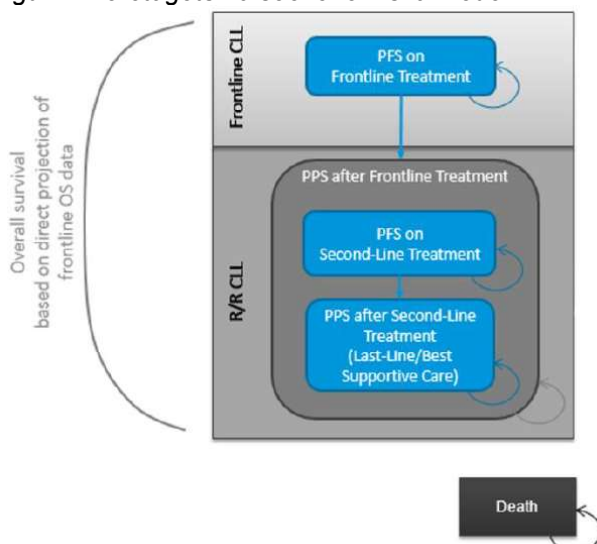 Frontline CLL
PFS on
Frontline Treatment
Overall survival
based on direct projection of
frontline OS data
R/R CLL
PPS after Frontline Treatment
PFS on
Second-Line Treatment
PPS after Second-Line
Treatment
(Last-Line/Best
Supportive Care)
Death